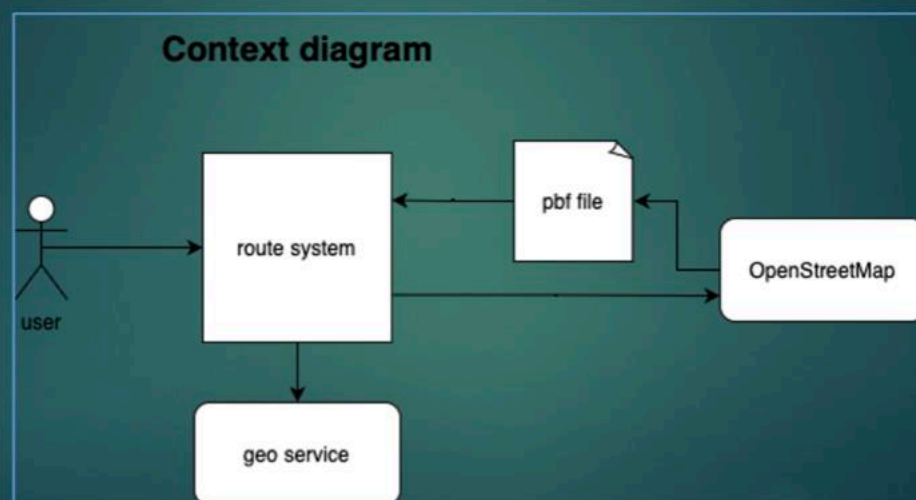 Context diagram
pbf file
route system
OpenStreetMap
user
geo service